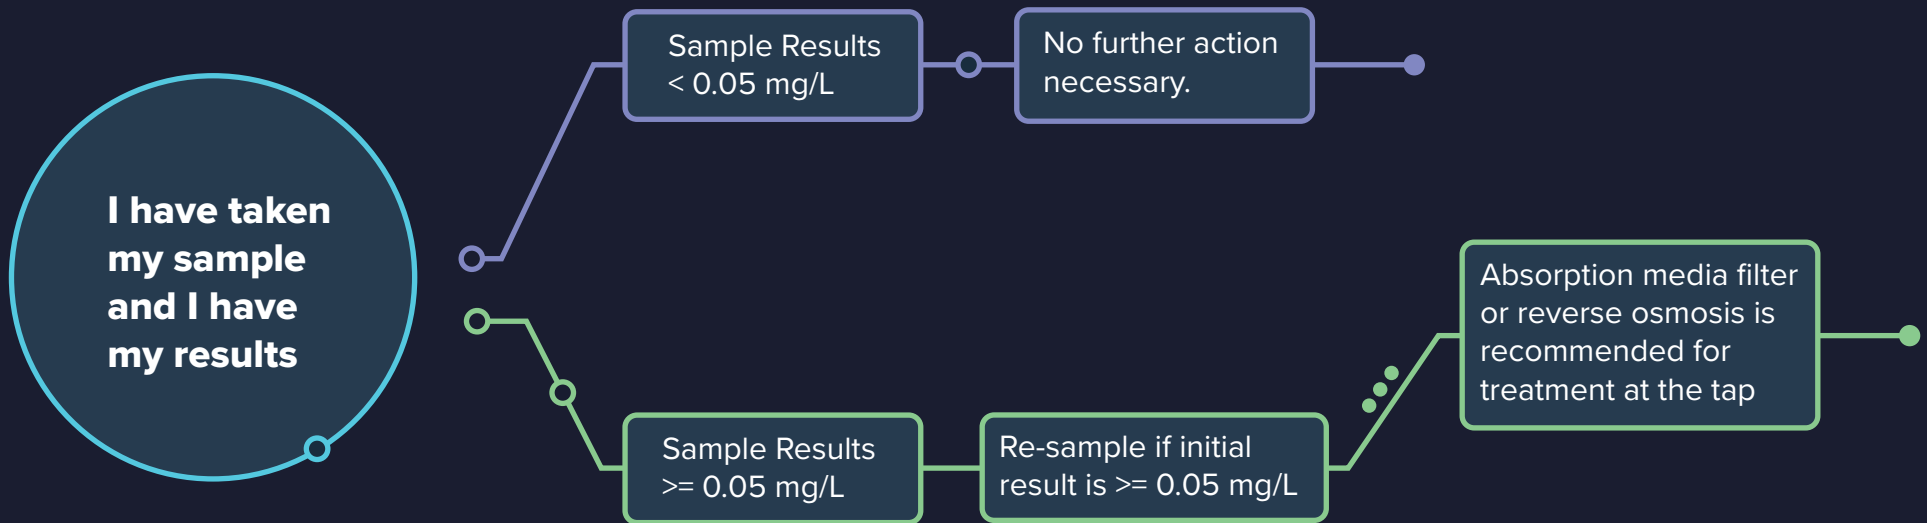 I have taken
my sample
and I have
my results
Sample Results
< 0.05 mg/L
No further action
necessary.
Sample Results
>= 0.05 mg/L
Re-sample if initial
result is >= 0.05 mg/L
Absorption media filter
or reverse osmosis is
recommended for
treatment at the tap